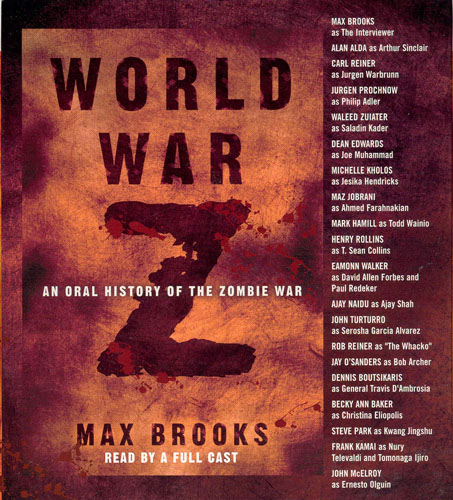 WORLD
WAR
Z
AN ORAL HISTORY OF THE ZOMBIE WAR
MAX BROOKS
READ BY A FULL CAST
MAX BROOKS
as The Interviewer
ALAN ALDA as Arthur Sinclair
CARL REINER
as Jurgen Warbrunn
JURGEN PROCHNOW
as Philip Adler
WALEED ZUAITER
as Saladin Kader
DEAN EDWARDS
as Joe Muhammad
MICHELLE KHOLOS
as Jesika Hendricks
MAZ JOBRANI
as Ahmed Farahnakian
MARK HAMILL as Todd Wainio
HENRY ROLLINS
as T. Sean Collins
EAMONN WALKER
as David Allen Forbes and
Paul Redeker
AJAY NAIDU as Ajay Shah
JOHN TURTURRO
as Serosha Garcia Alvarez
ROB REINER as "The Whacko"
JAY O'SANDERS as Bob Archer
DENNIS BOUTSIKARIS
as General Travis D'Ambrosia
BECKY ANN BAKER
as Christina Eliopolis
STEVE PARK as Kwang Jingshu
FRANK KAMAI as Nury
Televaldi and Tomonaga Ijiro
JOHN McELROY
as Ernesto Olguin